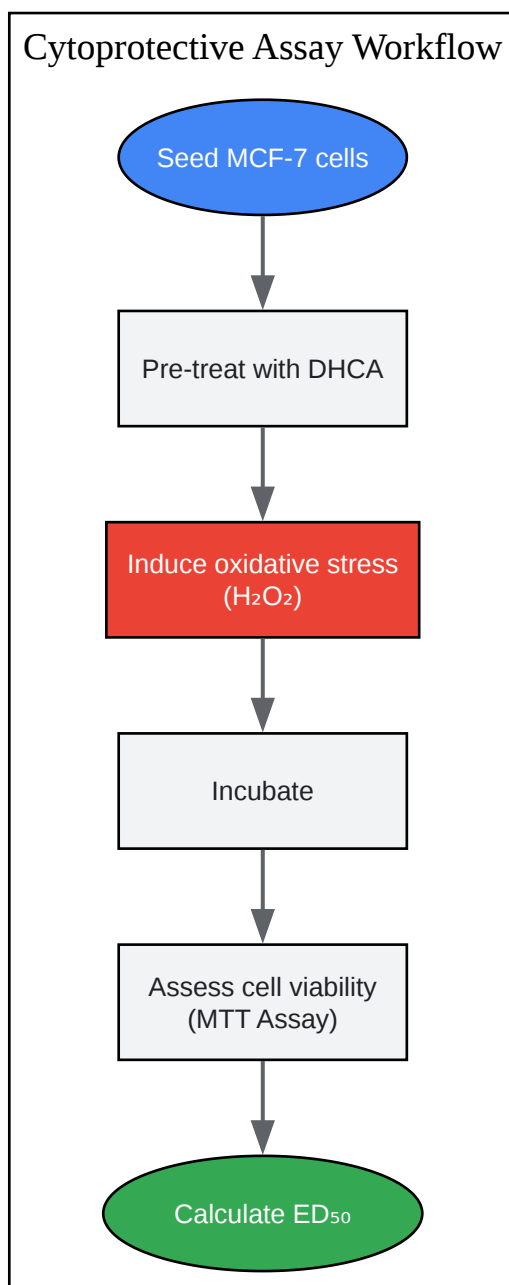 Cytoprotective Assay Workflow
Seed MCF-7 cells
Pre-treat with DHCA
Induce oxidative stress
(H₂O₂)
Incubate
Assess cell viability
(MTT Assay)
Calculate ED₅₀